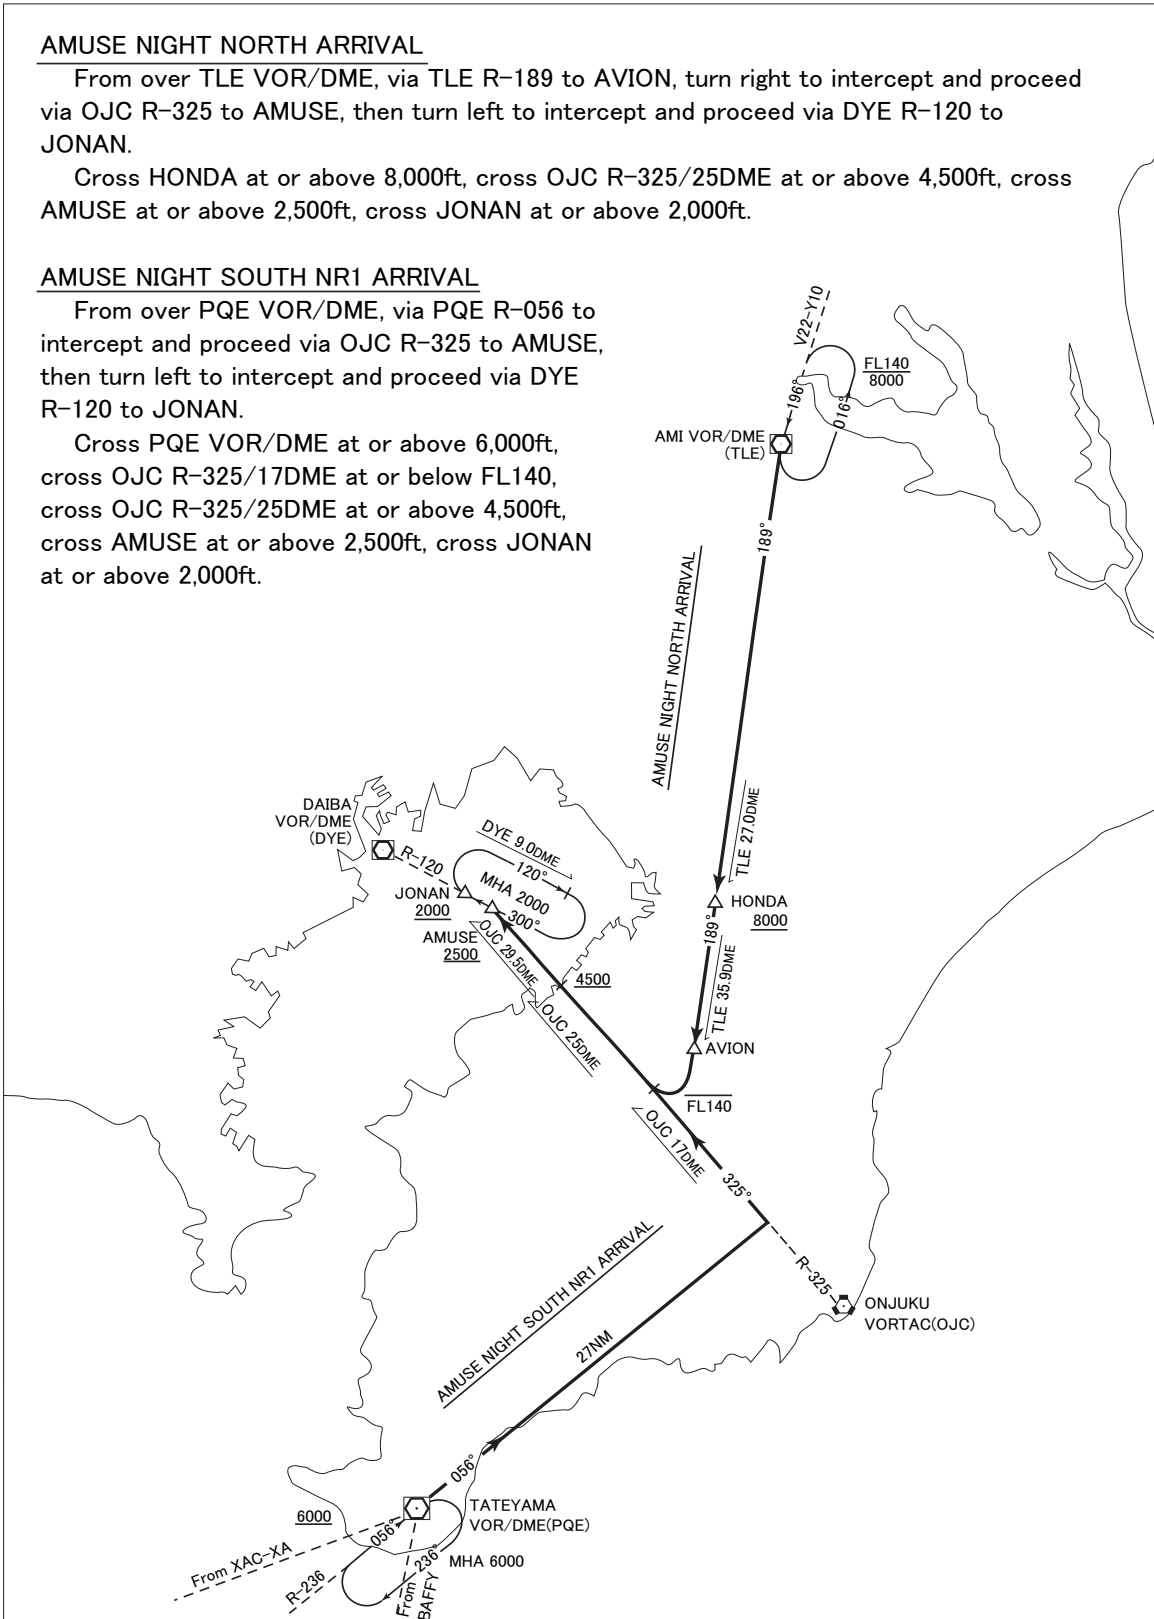 AMUSE NIGHT NORTH ARRIVAL
From over TLE VOR/DME, via TLE R-189 to AVION, turn right to intercept and proceed
via OJC R-325 to AMUSE, then turn left to intercept and proceed via DYE R-120 to
JONAN.
Cross HONDA at or above 8,000ft, cross OJC R-325/25DME at or above 4,500ft, cross
AMUSE at or above 2,500ft, cross JONAN at or above 2,000ft.
AMUSE NIGHT SOUTH NR1 ARRIVAL
From over PQE VOR/DME, via PQE R-056 to
intercept and proceed via OJC R-325 to AMUSE,
then turn left to intercept and proceed via DYE
R-120 to JONAN.
Cross PQE VOR/DME at or above 6,000ft,
cross OJC R-325/17DME at or below FL140,
cross OJC R-325/25DME at or above 4,500ft,
cross AMUSE at or above 2,500ft, cross JONAN
at or above 2,000ft.
V22-Y10
FL140
8000
196°
016°
AMI VOR/DME
(TLE)
189°
AMUSE NIGHT NORTH ARRIVAL
TLE 27.0DME
DAIBA
VOR/DME
(DYE)
R-120
DYE 9.0DME
120°
MHA 2000
300°
JONAN
2000
AMUSE
2500
HONDA
8000
189°
TLE 35.9DME
OJC 29.5DME
4500
OJC 25DME
AVION
FL140
OJC 17DME
325°
R-325
ONJUKU
VORTAC(OJC)
AMUSE NIGHT SOUTH NR1 ARRIVAL
27NM
056°
TATEYAMA
VOR/DME(PQE)
6000
056°
From XAC-XA
R-236
236°
MHA 6000
From
BAFFY